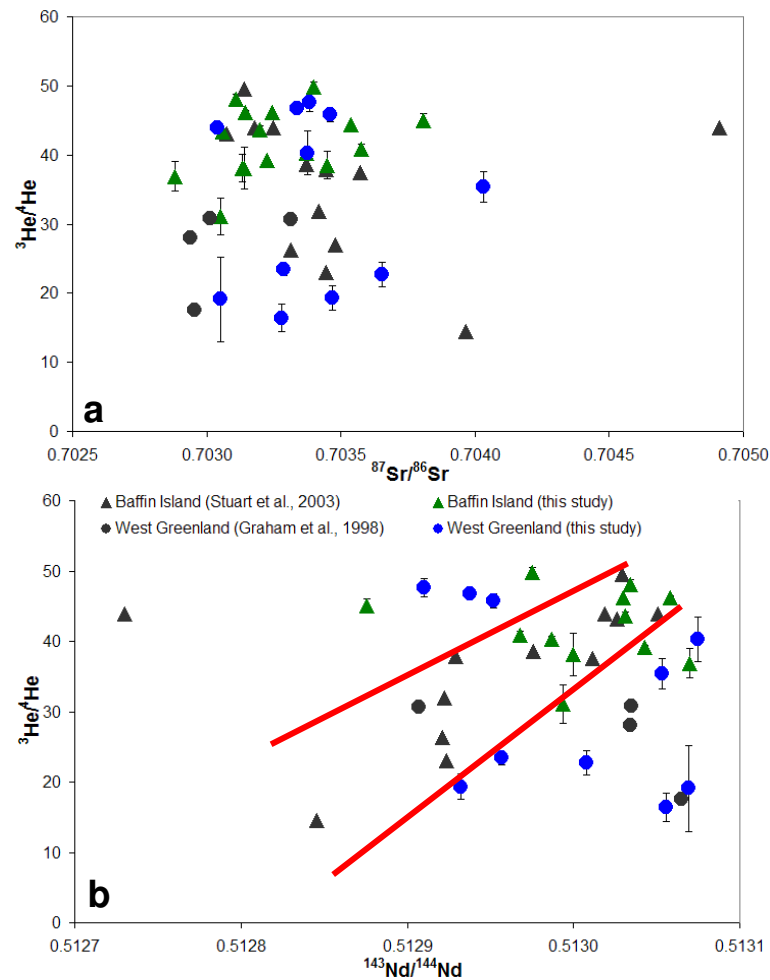 60
50
40
30
20
10
0
³He/⁴He
a
0.7025 0.7030 0.7035 0.7040 0.7045 0.7050
⁸⁷Sr/⁸⁶Sr
▲ Baffin Island (Stuart et al., 2003) ▲ Baffin Island (this study)
● West Greenland (Graham et al., 1998) ● West Greenland (this study)
60
50
40
30
20
10
0
³He/⁴He
b
0.5127 0.5128 0.5129 0.5130 0.5131
¹⁴³Nd/¹⁴⁴Nd